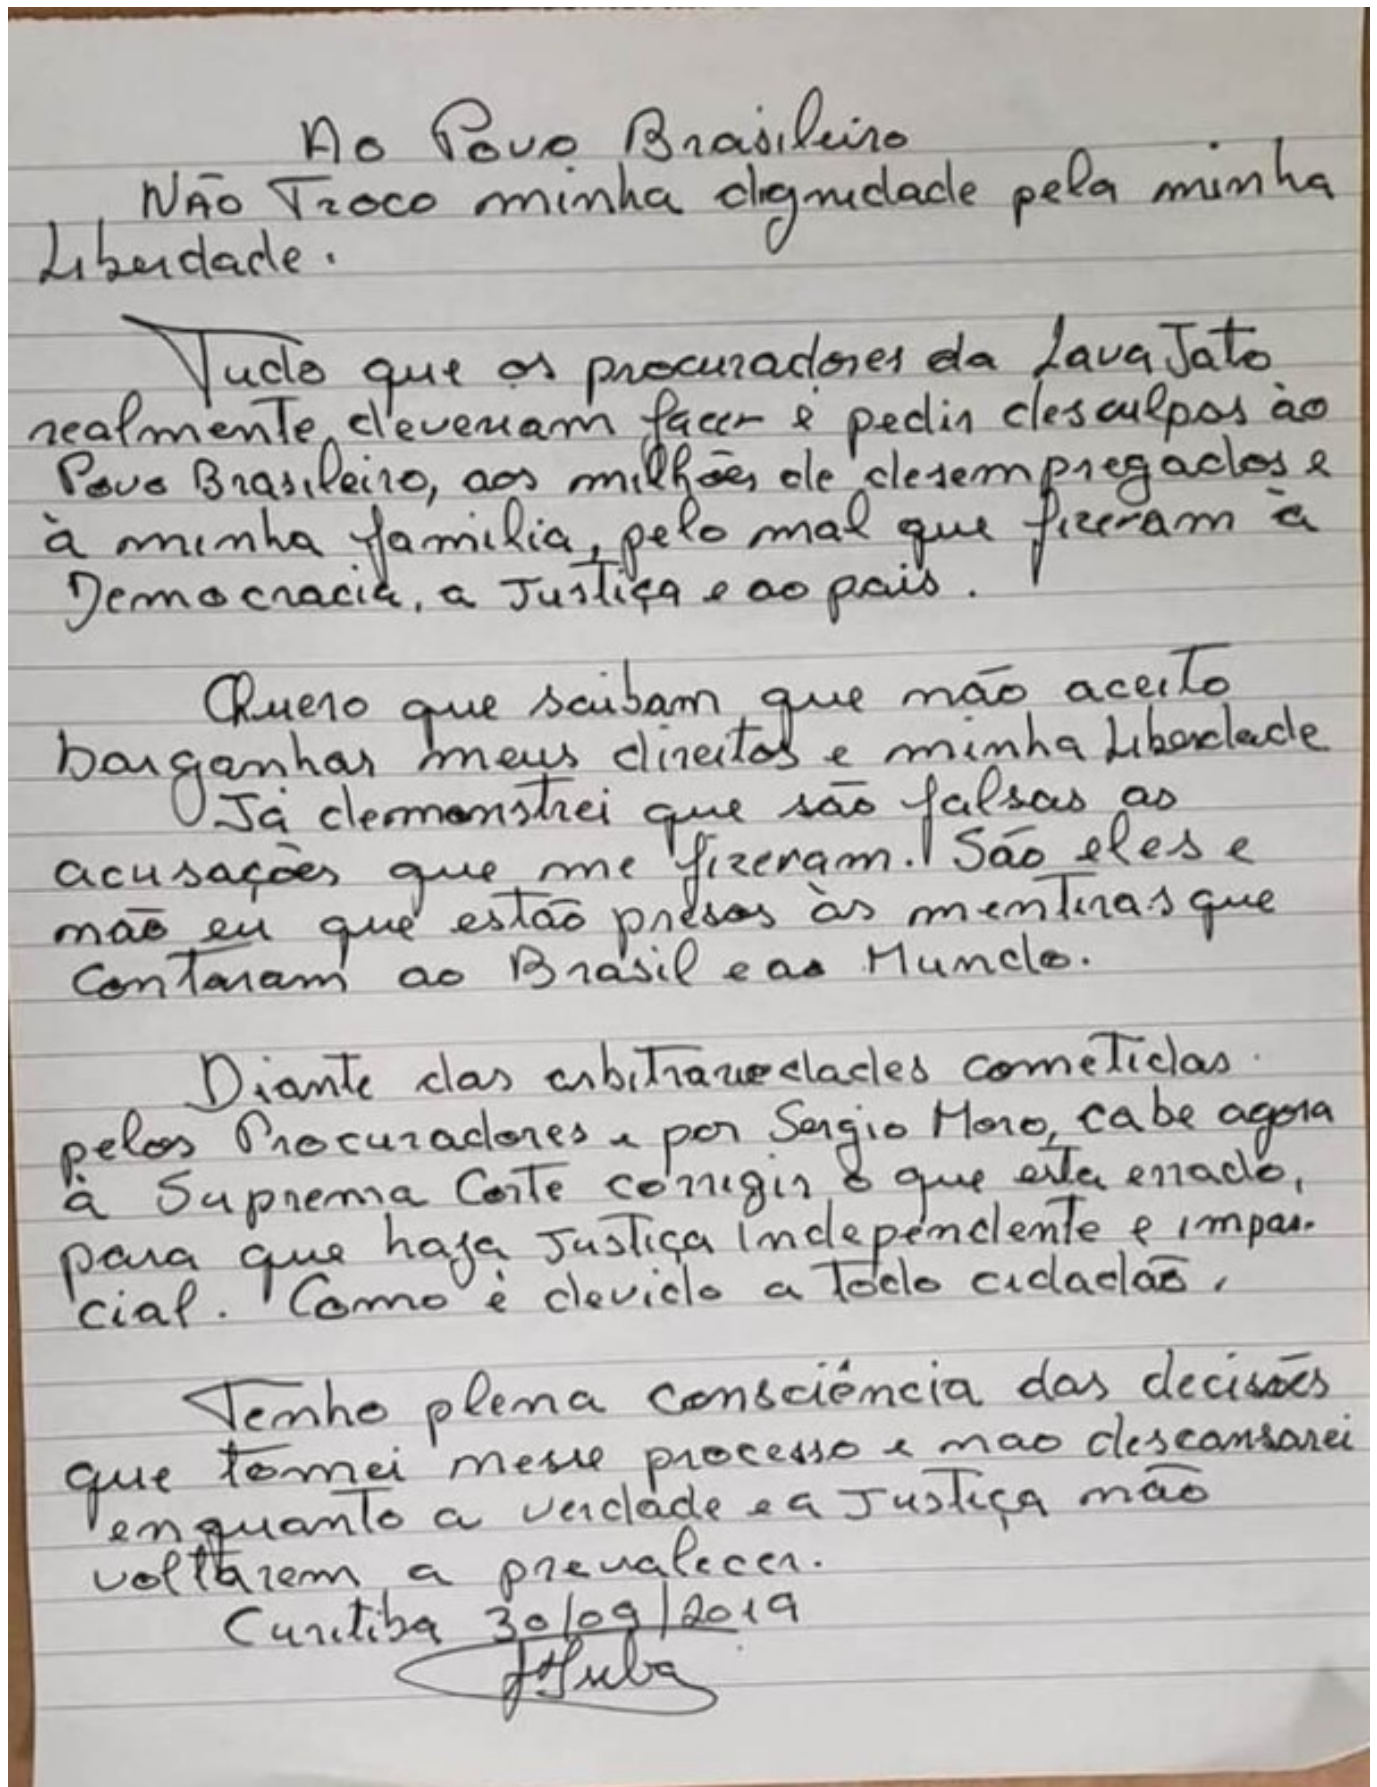 Ao Povo Brasileiro
Não Troco minha dignidade pela minha
Liberdade.
Tudo que os procuradores da Lava Jato
realmente deveriam fazer é pedir desculpas ào
Povo Brasileiro, aos milhões de desempregados e
à minha familia, pelo mal que fizeram à
Democracia, a Justiça e ao pais.
Quero que saibam que não aceito
barganhar meus direitos e minha Liberdade
Já demonstrei que são falsas as
acusações que me fizeram. São eles e
não eu que estão presos às mentiras que
Contaram ao Brasil e ao Mundo.
Diante das arbitrariedades cometidas
pelos Procuradores e por Sergio Moro, cabe agora
à Suprema Corte corrigir o que esta errado,
para que haja Justiça independente e impar-
cial. Como é devido a todo cidadão.
Tenho plena consciência das decisões
que tomei nesse processo e nao descansarei
enquanto a verdade e a Justiça não
voltarem a prevalecer.
Curitiba 30/09/2019
Lula